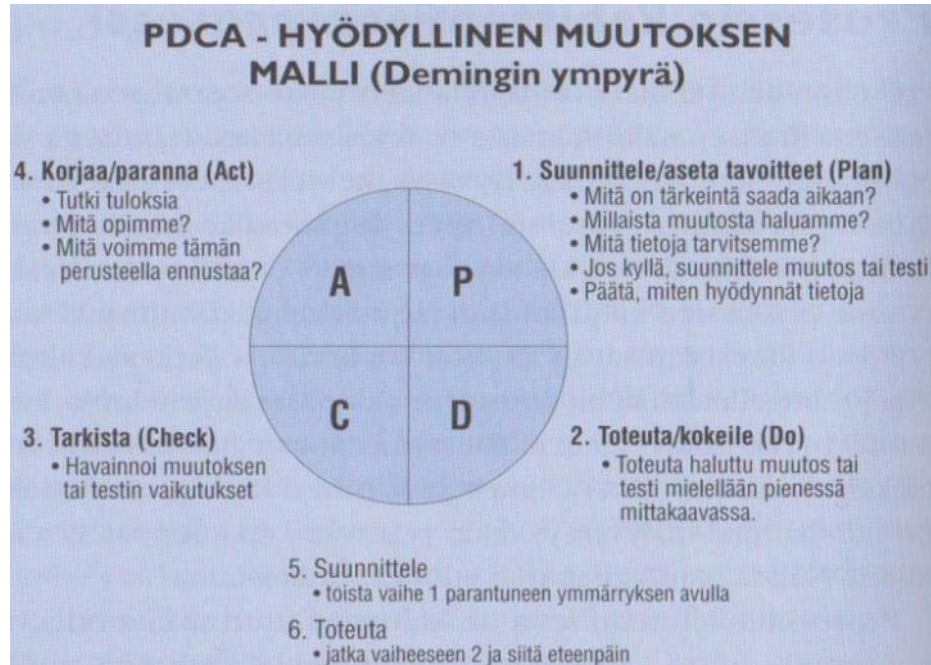 PDCA - HYÖDYLLINEN MUUTOKSEN
MALLI (Demingin ympyrä)
4. Korjaa/paranna (Act)
• Tutki tuloksia
• Mitä opimme?
• Mitä voimme tämän
perusteella ennustaa?
1. Suunnittele/aseta tavoitteet (Plan)
• Mitä on tärkeintä saada aikaan?
• Millaista muutosta haluamme?
• Mitä tietoja tarvitsemme?
• Jos kyllä, suunnittele muutos tai testi
• Päätä, miten hyödynnät tietoja
A P
C D
3. Tarkista (Check)
• Havainnoi muutoksen
tai testin vaikutukset
2. Toteuta/kokeile (Do)
• Toteuta haluttu muutos tai
testi mielellään pienessä
mittakaavassa.
5. Suunnittele
• toista vaihe 1 parantuneen ymmärryksen avulla
6. Toteuta
• jatka vaiheeseen 2 ja siitä eteenpäin